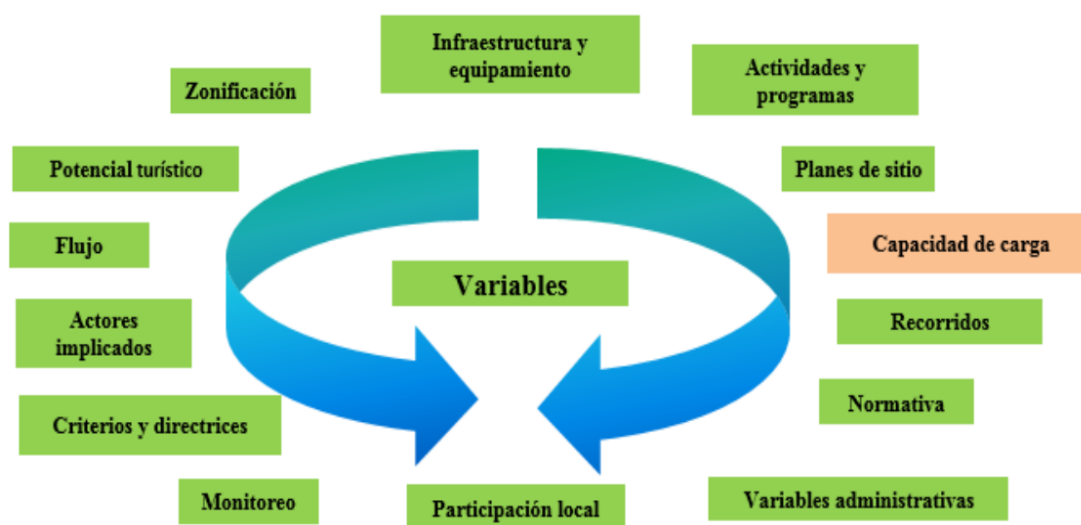 Infraestructura y
equipamiento
Actividades y
programas
Zonificación
Potencial turístico
Planes de sitio
Flujo
Capacidad de carga
Variables
Actores
implicados
Recorridos
Criterios y directrices
Normativa
Monitoreo
Participación local
Variables administrativas